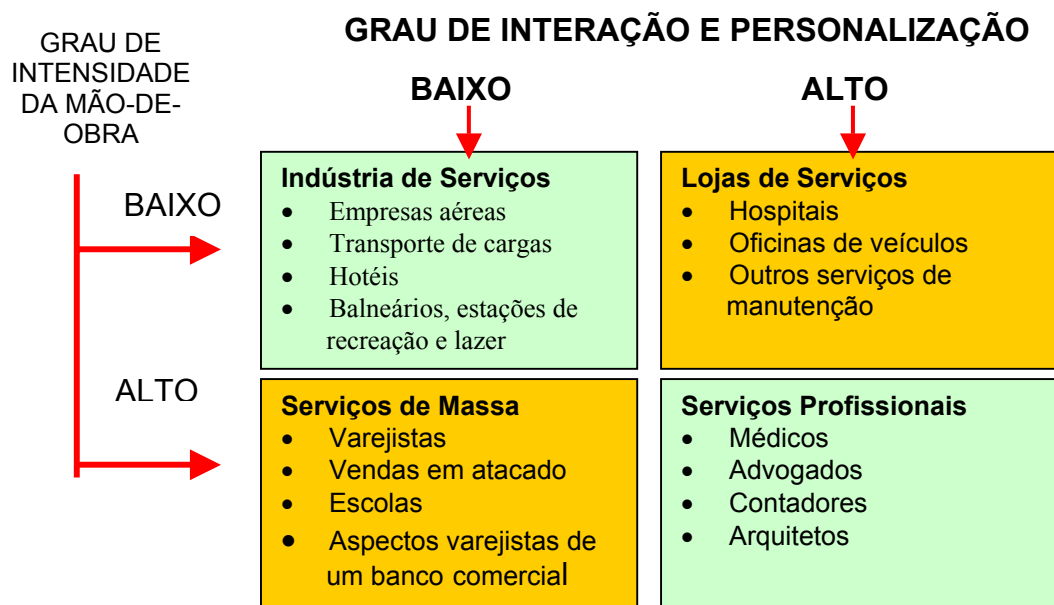 GRAU DE INTERAÇÃO E PERSONALIZAÇÃO
GRAU DE
INTENSIDADE
DA MÃO-DE-
OBRA
BAIXO
ALTO
BAIXO
Indústria de Serviços
• Empresas aéreas
• Transporte de cargas
• Hotéis
• Balneários, estações de
recreação e lazer
Lojas de Serviços
• Hospitais
• Oficinas de veículos
• Outros serviços de
manutenção
ALTO
Serviços de Massa
• Varejistas
• Vendas em atacado
• Escolas
• Aspectos varejistas de
um banco comercial
Serviços Profissionais
• Médicos
• Advogados
• Contadores
• Arquitetos